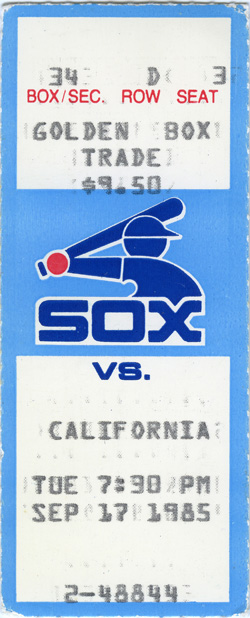 34 D 3
BOX/SEC. ROW SEAT
GOLDEN BOX
TRADE
$9.50
SOX
VS.
CALIFORNIA
TUE 7:30 PM
SEP 17 1985
2-48844